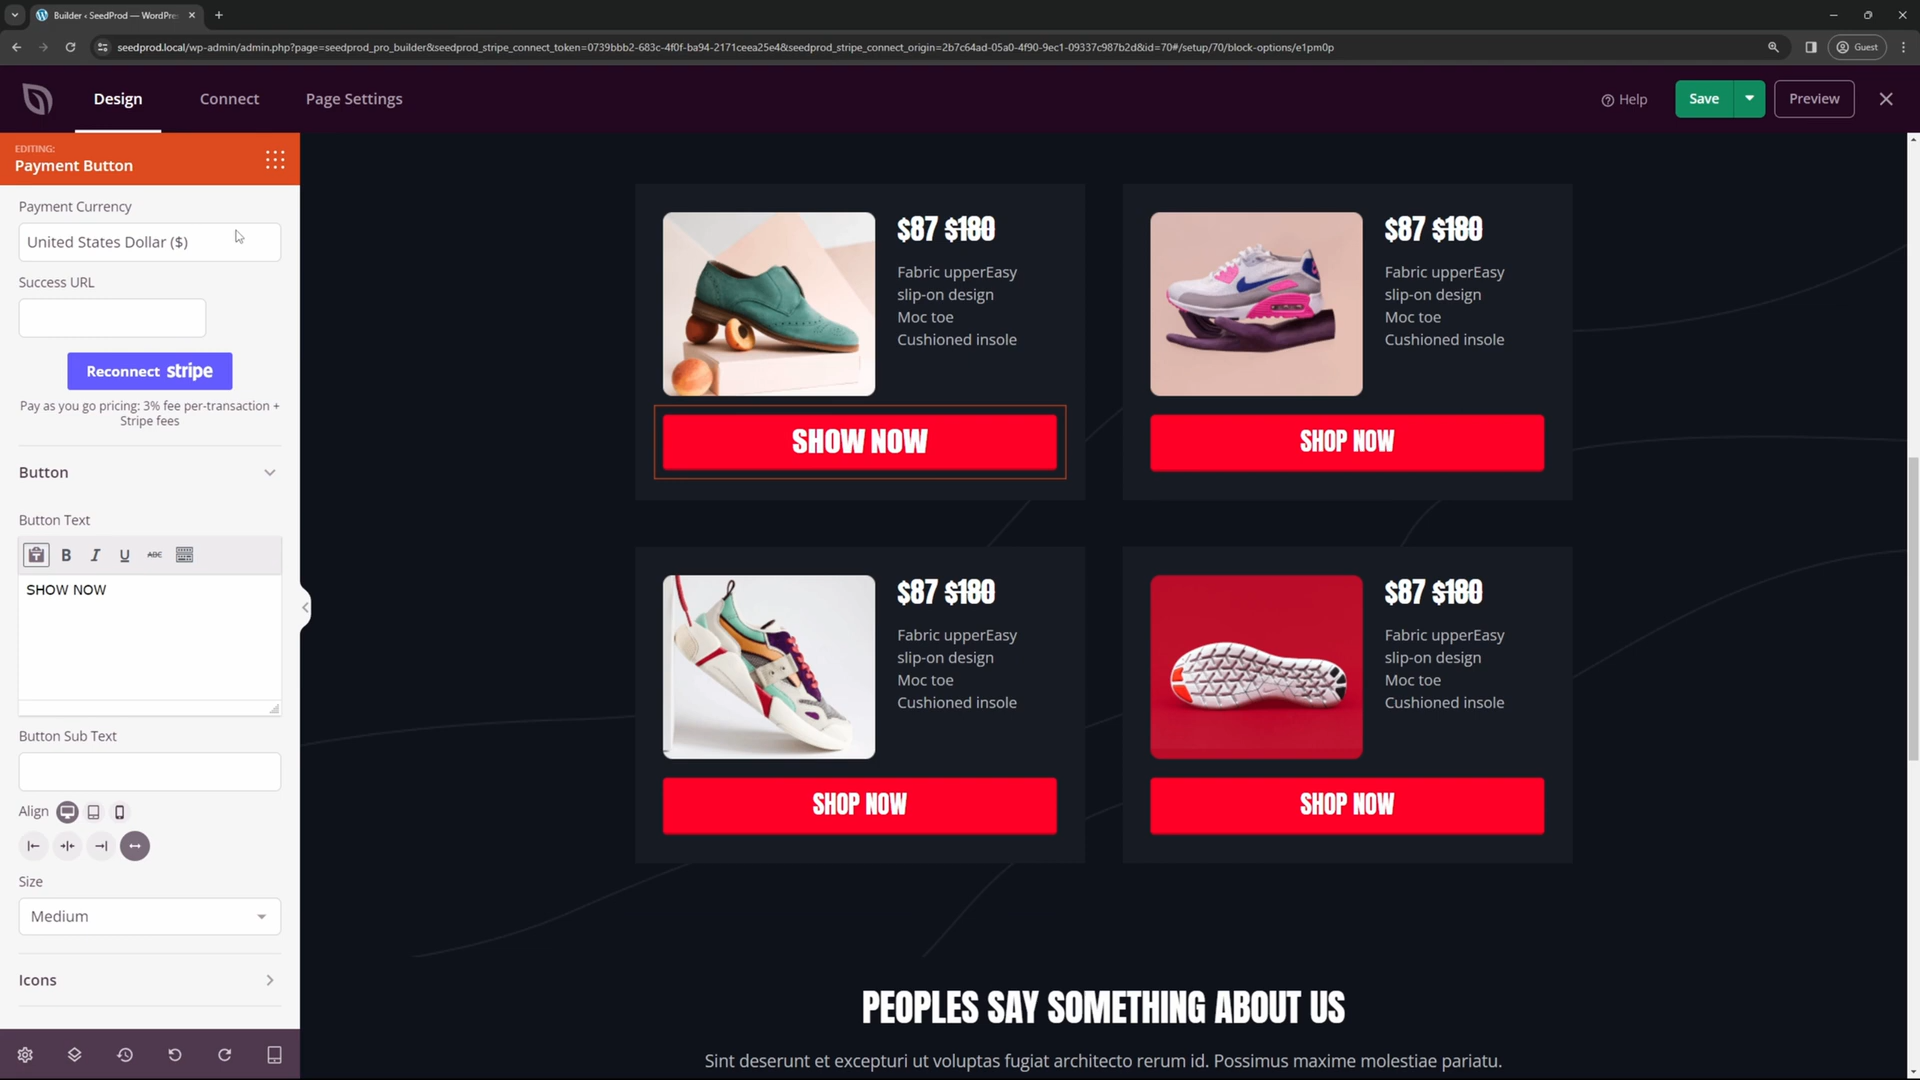 Builder ‹ SeedProd — WordPre
seedprod.local/wp-admin/admin.php?page=seedprod_pro_builder&seedprod_stripe_connect_token=0739bbb2-683c-4f0f-ba94-2171ceea25e4&seedprod_stripe_connect_origin=2b7c64ad-05a0-4f90-9ec1-09337c987b2d&id=70#/setup/70/block-options/e1pm0p
Guest
Design
Connect
Page Settings
Help
Save
Preview
EDITING:
Payment Button
Payment Currency
United States Dollar ($)
Success URL
Reconnect stripe
Pay as you go pricing: 3% fee per-transaction +
Stripe fees
Button
Button Text
B I U ABC
SHOW NOW
Button Sub Text
Align
Size
Medium
Icons
$87 $180
Fabric upperEasy
slip-on design
Moc toe
Cushioned insole
SHOW NOW
$87 $180
Fabric upperEasy
slip-on design
Moc toe
Cushioned insole
SHOP NOW
$87 $180
Fabric upperEasy
slip-on design
Moc toe
Cushioned insole
SHOP NOW
$87 $180
Fabric upperEasy
slip-on design
Moc toe
Cushioned insole
SHOP NOW
PEOPLES SAY SOMETHING ABOUT US
Sint deserunt et excepturi ut voluptas fugiat architecto rerum id. Possimus maxime molestiae pariatu.